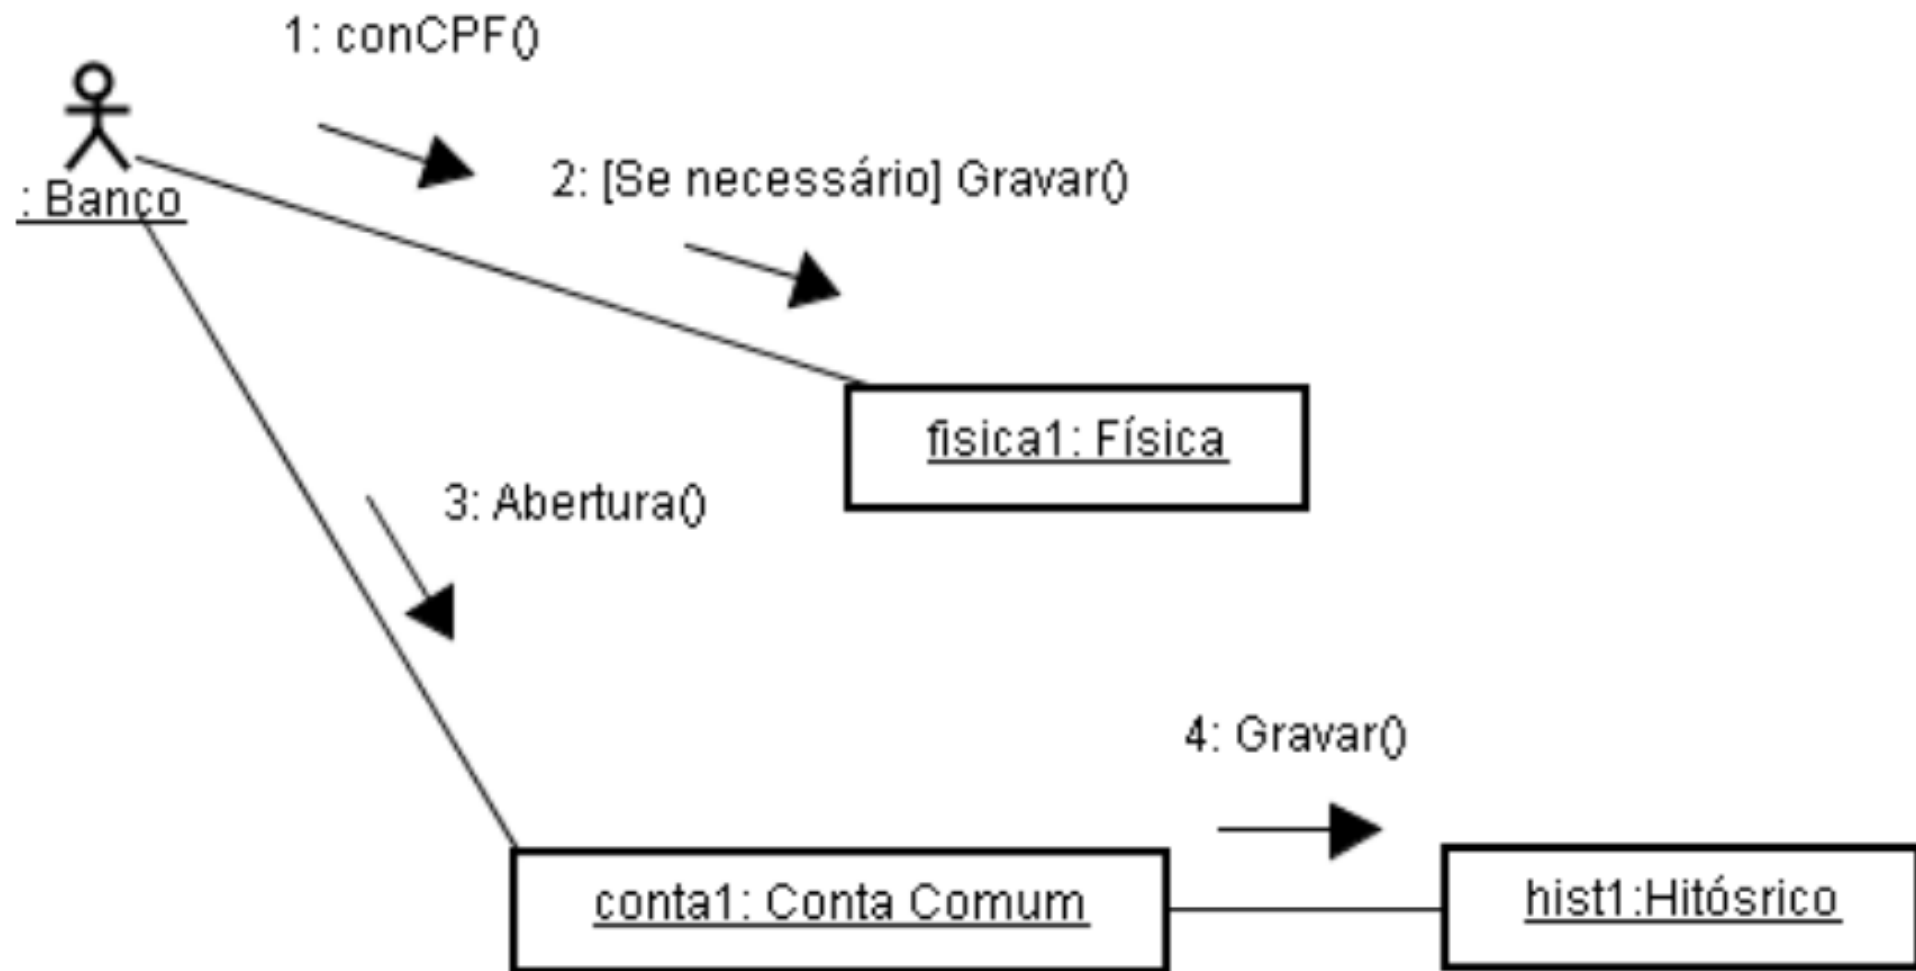 1: conCPF()
: Banco
2: [Se necessário] Gravar()
fisica1: Física
3: Abertura()
4: Gravar()
conta1: Conta Comum
hist1:Hitósrico